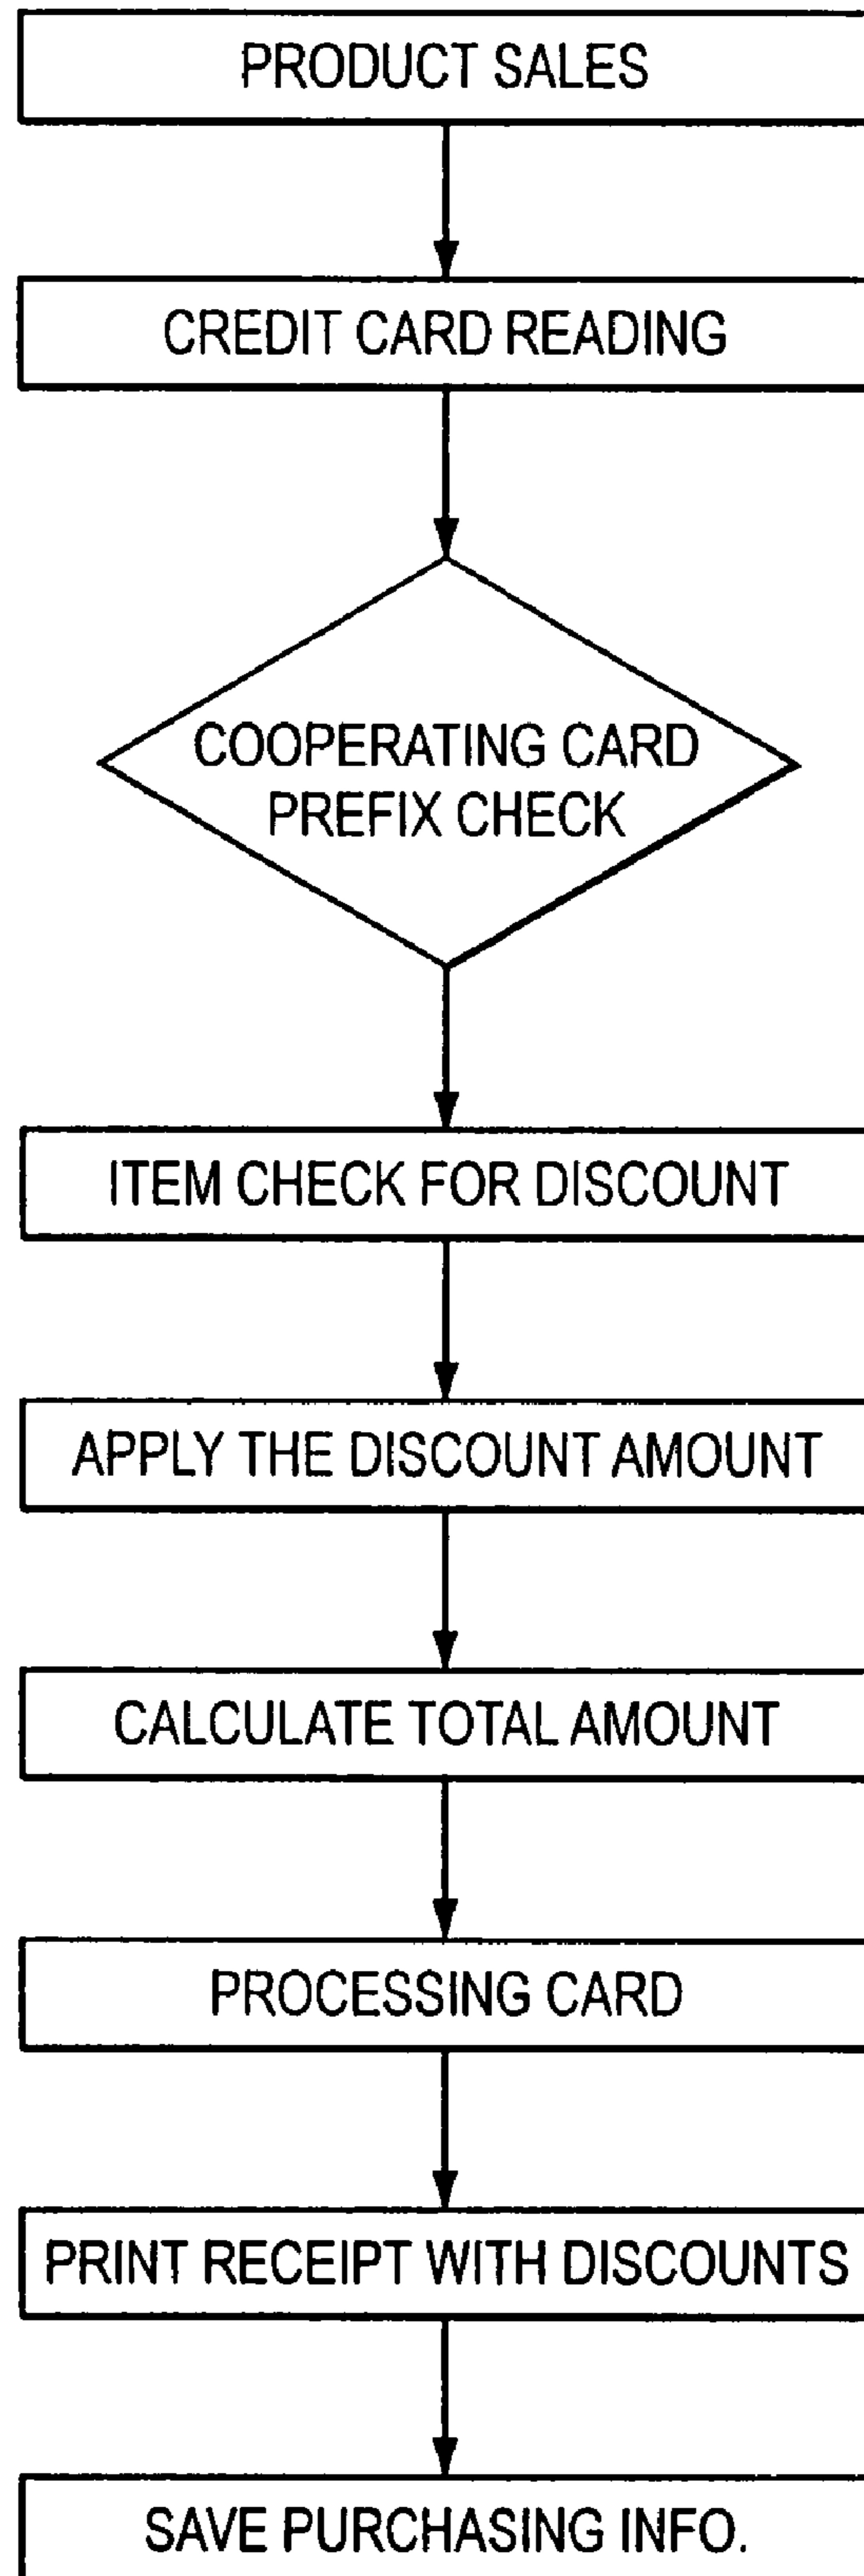 PRODUCT SALES
CREDIT CARD READING
COOPERATING CARD
PREFIX CHECK
ITEM CHECK FOR DISCOUNT
APPLY THE DISCOUNT AMOUNT
CALCULATE TOTAL AMOUNT
PROCESSING CARD
PRINT RECEIPT WITH DISCOUNTS
SAVE PURCHASING INFO.